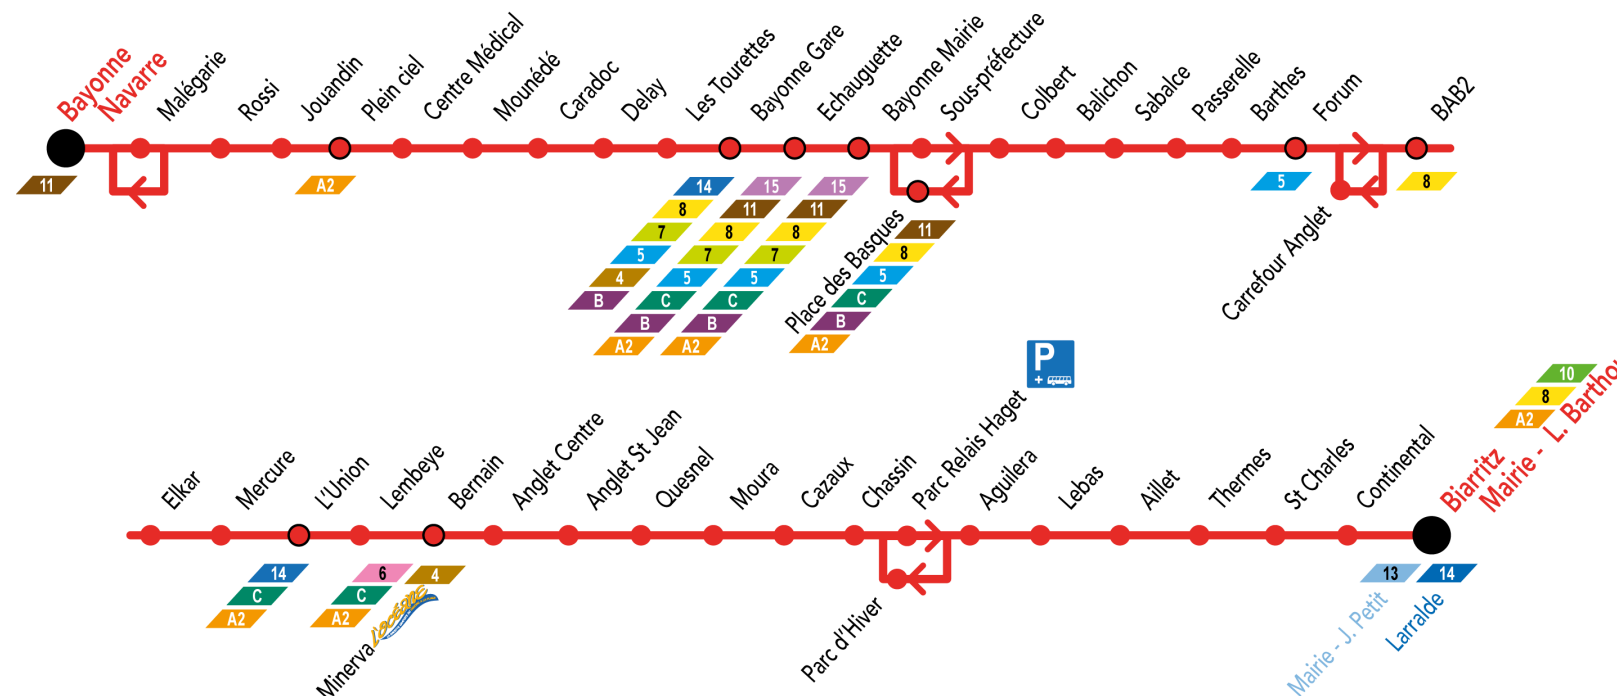 Bayonne
Navarre
Malégarie
Rossi
Jouandin
Plein ciel
Centre Médical
Mounédé
Caradoc
Delay
Les Tourettes
Bayonne Gare
Echauguette
Bayonne Mairie
Sous-préfecture
Colbert
Balichon
Sabalce
Passerelle
Barthes
Forum
BAB2
11
A2
14
8
7
5
4
B
15
11
8
7
5
C
B
A2
15
11
8
7
5
C
B
A2
Place des Basques
11
8
5
C
B
A2
5
Carrefour Anglet
8
P
+
Elkar
Mercure
L'Union
Lembeye
Bernain
Anglet Centre
Anglet St Jean
Quesnel
Moura
Cazaux
Chassin
Parc Relais Haget
Aguilera
Lebas
Aillet
Thermes
St Charles
Continental
Biarritz
Mairie - L. Barthou
10
8
A2
14
C
A2
6
C
A2
4
Minerva
l'océane
Parc d'Hiver
13
Mairie - J. Petit
14
Larralde